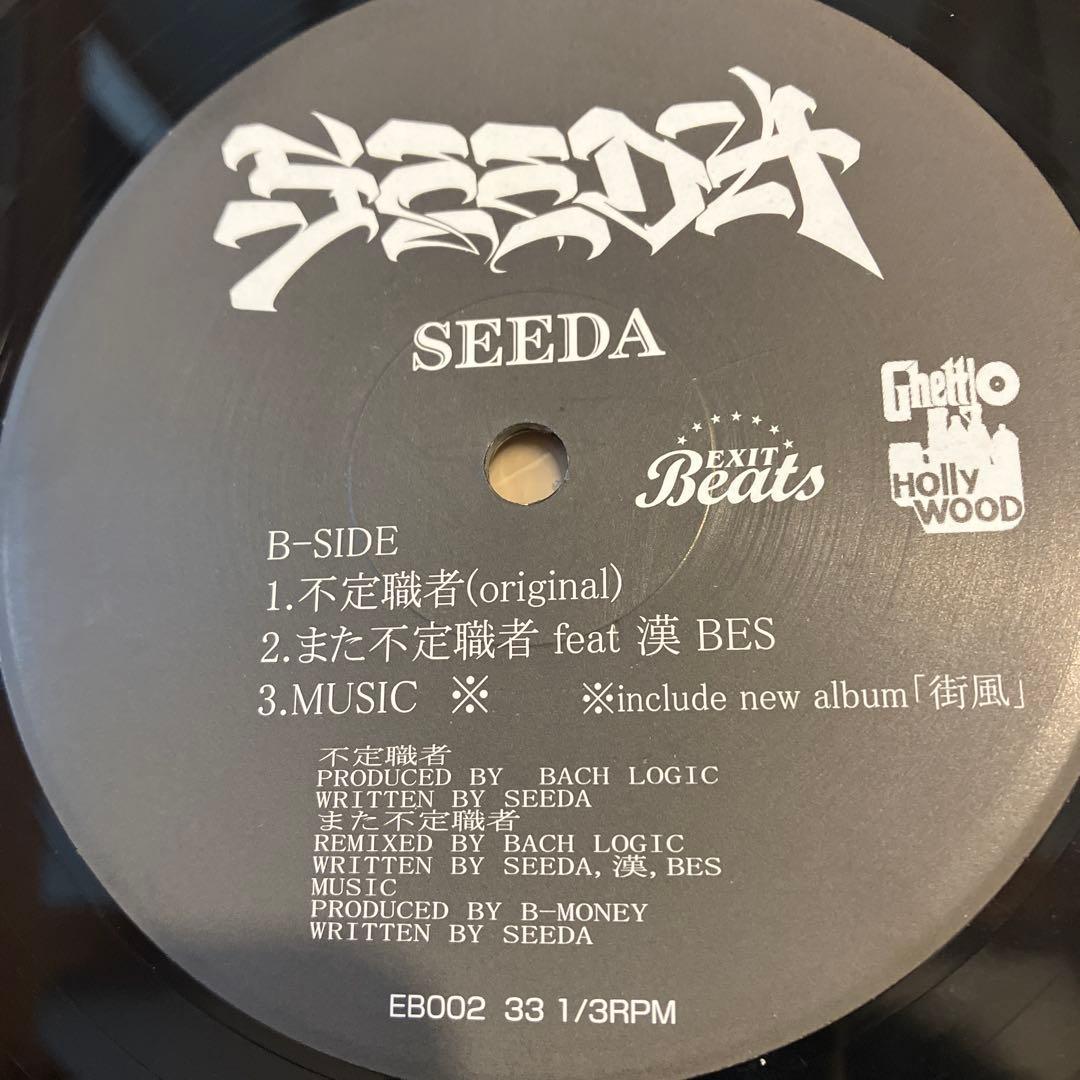 SEEDA
SEEDA
Ghetto
HollyWOOD
EXIT
Beats
B-SIDE
1.不定職者(original)
2.また不定職者 feat 漢 BES
3.MUSIC ※ ※include new album「街風」
不定職者
PRODUCED BY BACH LOGIC
WRITTEN BY SEEDA
また不定職者
REMIXED BY BACH LOGIC
WRITTEN BY SEEDA,漢,BES
MUSIC
PRODUCED BY B-MONEY
WRITTEN BY SEEDA
EB002 33 1/3RPM